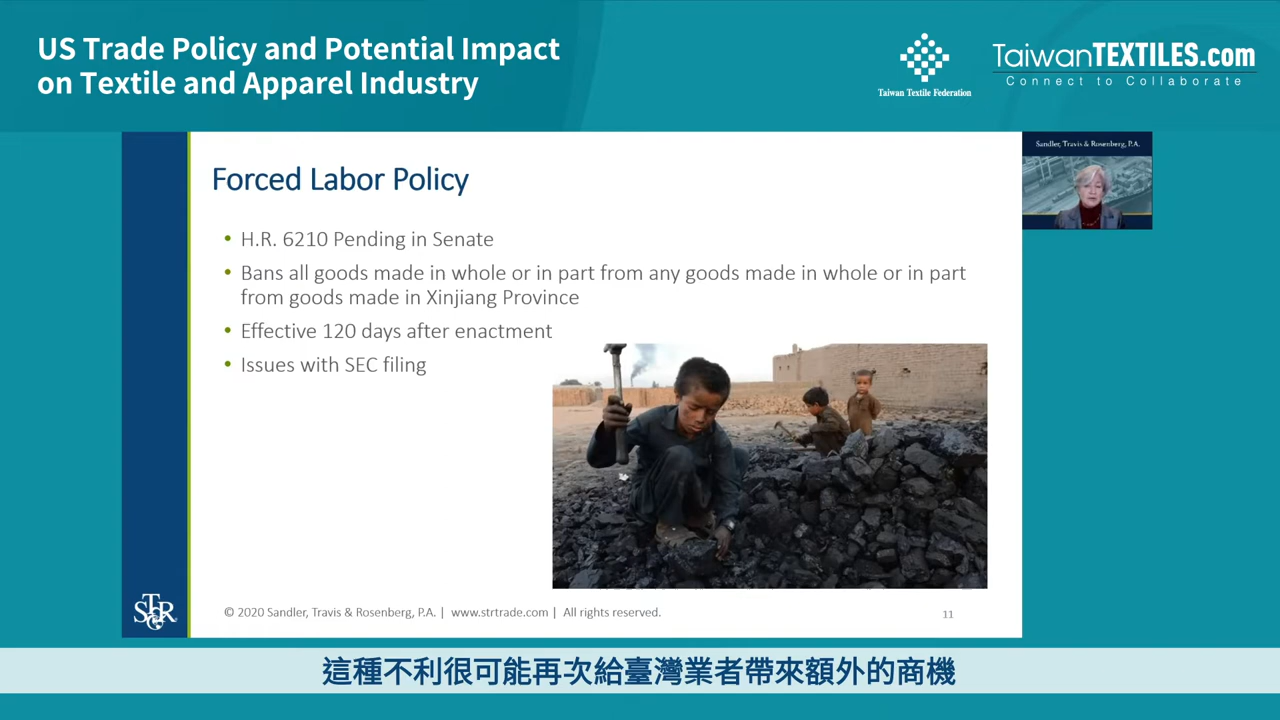 US Trade Policy and Potential Impact
on Textile and Apparel Industry
Taiwan Textile Federation
TaiwanTEXTILES.com
Connect to Collaborate
Sandler, Travis & Rosenberg, P.A.
Forced Labor Policy
• H.R. 6210 Pending in Senate
• Bans all goods made in whole or in part from any goods made in whole or in part
from goods made in Xinjiang Province
• Effective 120 days after enactment
• Issues with SEC filing
ST&R
© 2020 Sandler, Travis & Rosenberg, P.A. | www.strtrade.com | All rights reserved.
11
這種不利很可能再次給臺灣業者帶來額外的商機